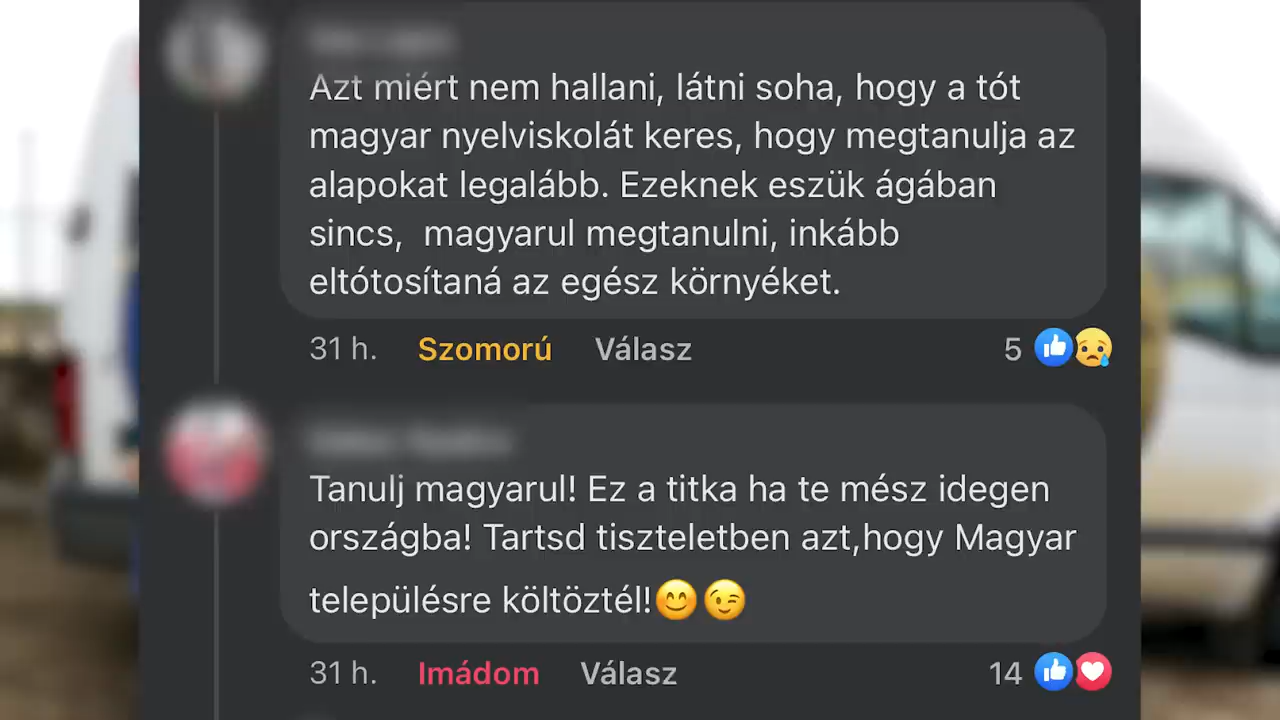 Azt miért nem hallani, látni soha, hogy a tót
magyar nyelviskolát keres, hogy megtanulja az
alapokat legalább. Ezeknek eszük ágában
sincs,  magyarul megtanulni, inkább
eltótosítaná az egész környéket.
31 h. Szomorú Válasz 5
Tanulj magyarul! Ez a titka ha te mész idegen
országba! Tartsd tiszteletben azt,hogy Magyar
településre költöztél!😊😉
31 h. Imádom Válasz 14